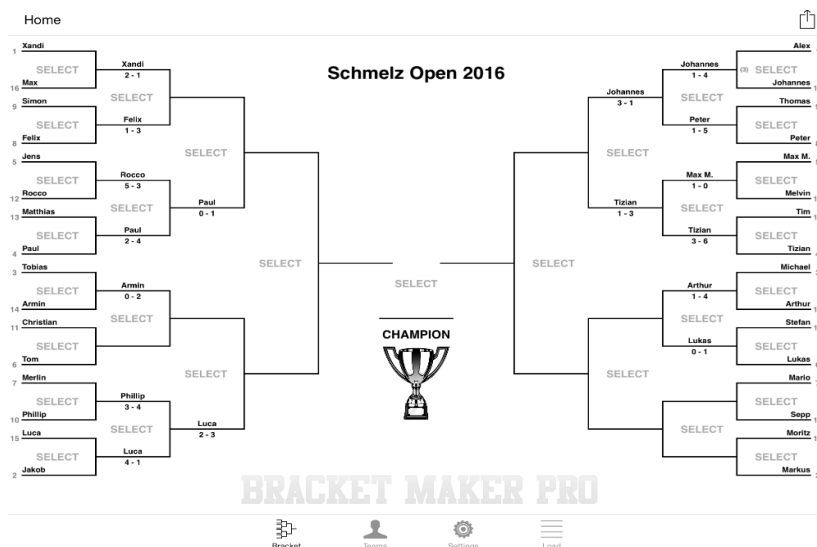 Home
Schmelz Open 2016
1 Xandi
SELECT
16 Max
9 Simon
SELECT
8 Felix
5 Jens
SELECT
12 Rocco
13 Matthias
SELECT
4 Paul
3 Tobias
SELECT
14 Armin
11 Christian
SELECT
6 Tom
7 Merlin
SELECT
10 Phillip
15 Luca
SELECT
2 Jakob
Xandi
2 - 1
SELECT
Felix
1 - 3
Rocco
5 - 3
SELECT
Paul
2 - 4
Armin
0 - 2
SELECT
Phillip
3 - 4
SELECT
Luca
4 - 1
SELECT
Paul
0 - 1
SELECT
Luca
2 - 3
SELECT
SELECT
CHAMPION
SELECT
Johannes
3 - 1
SELECT
Tizian
1 - 3
SELECT
Johannes
1 - 4
SELECT
Peter
1 - 5
Max M.
1 - 0
SELECT
Tizian
3 - 6
Arthur
1 - 4
SELECT
Lukas
0 - 1
SELECT
Alex
(3) SELECT
Johannes
Thomas
SELECT
Peter
Max M.
SELECT
Melvin
Tim
SELECT
Tizian
Michael
SELECT
Arthur
Stefan
SELECT
Lukas
Mario
SELECT
Sepp
Moritz
SELECT
Markus
BRACKET MAKER PRO
Bracket
Teams
Settings
Load